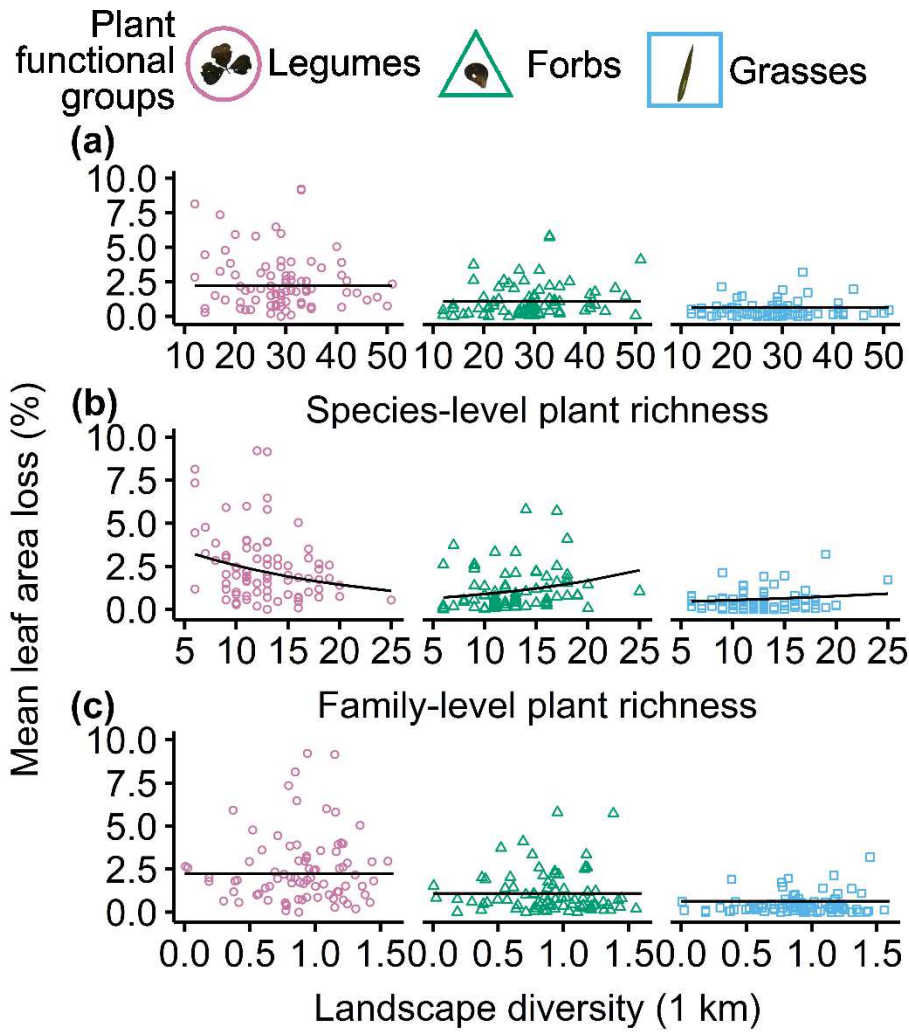 Plant
functional
groups
Legumes
Forbs
Grasses
Mean leaf area loss (%)
(a)
10.0
7.5
5.0
2.5
0.0
10 20 30 40 50 10 20 30 40 50 10 20 30 40 50
Species-level plant richness
(b)
10.0
7.5
5.0
2.5
0.0
5 10 15 20 25 5 10 15 20 25 5 10 15 20 25
Family-level plant richness
(c)
10.0
7.5
5.0
2.5
0.0
0.0 0.5 1.0 1.5 0.0 0.5 1.0 1.5 0.0 0.5 1.0 1.5
Landscape diversity (1 km)